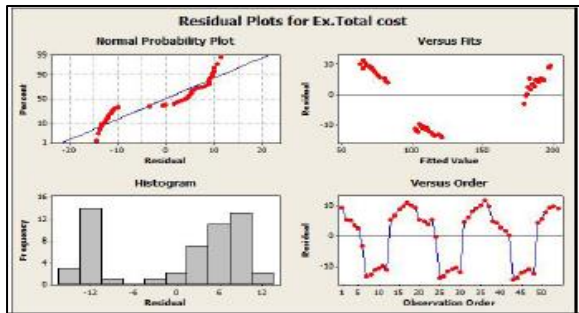 Residual Plots for Ex.Total cost
Normal Probability Plot
Versus Fits
99
90
50
10
1
Percent
-20 -10 0 10 20
Residual
10
0
-10
Residual
50 100 150 200
Fitted Value
Histogram
Versus Order
16
12
8
4
0
Frequency
-12 -6 0 6 12
Residual
10
0
-10
Residual
1 5 10 15 20 25 30 35 40 45 50
Observation Order